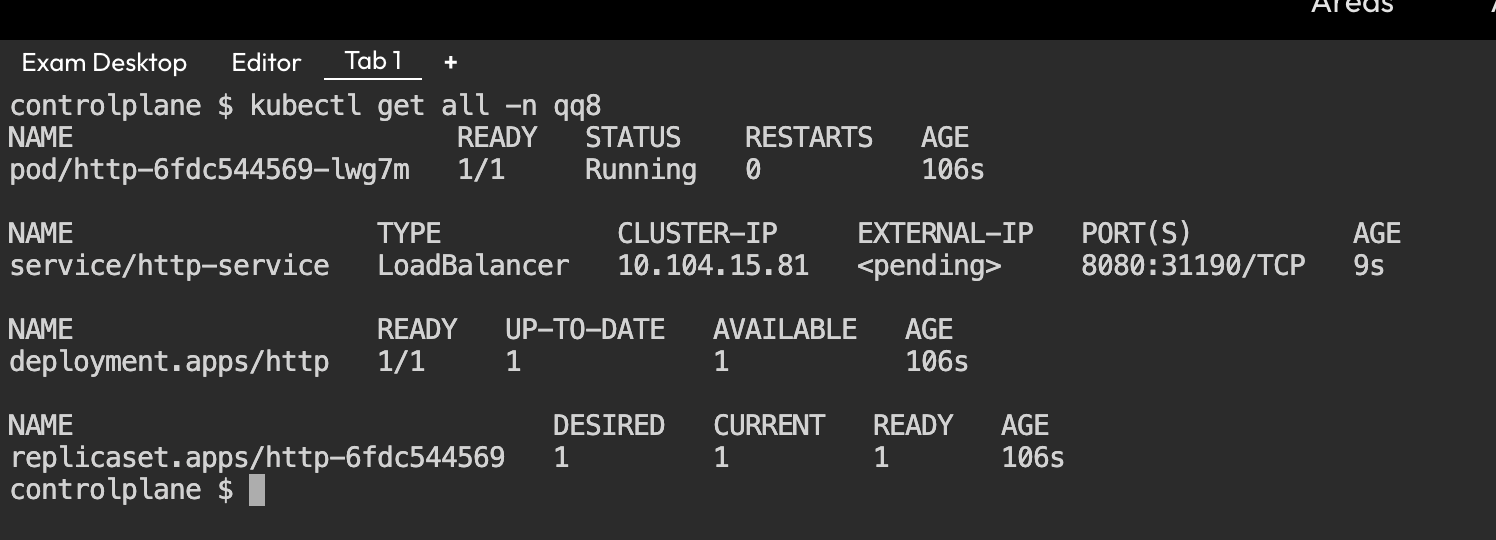 Areas
Exam Desktop Editor Tab 1 +
controlplane $ kubectl get all -n qq8
NAME READY STATUS RESTARTS AGE
pod/http-6fdc544569-lwg7m 1/1 Running 0 106s
NAME TYPE CLUSTER-IP EXTERNAL-IP PORT(S) AGE
service/http-service LoadBalancer 10.104.15.81 <pending> 8080:31190/TCP 9s
NAME READY UP-TO-DATE AVAILABLE AGE
deployment.apps/http 1/1 1 1 106s
NAME DESIRED CURRENT READY AGE
replicaset.apps/http-6fdc544569 1 1 1 106s
controlplane $